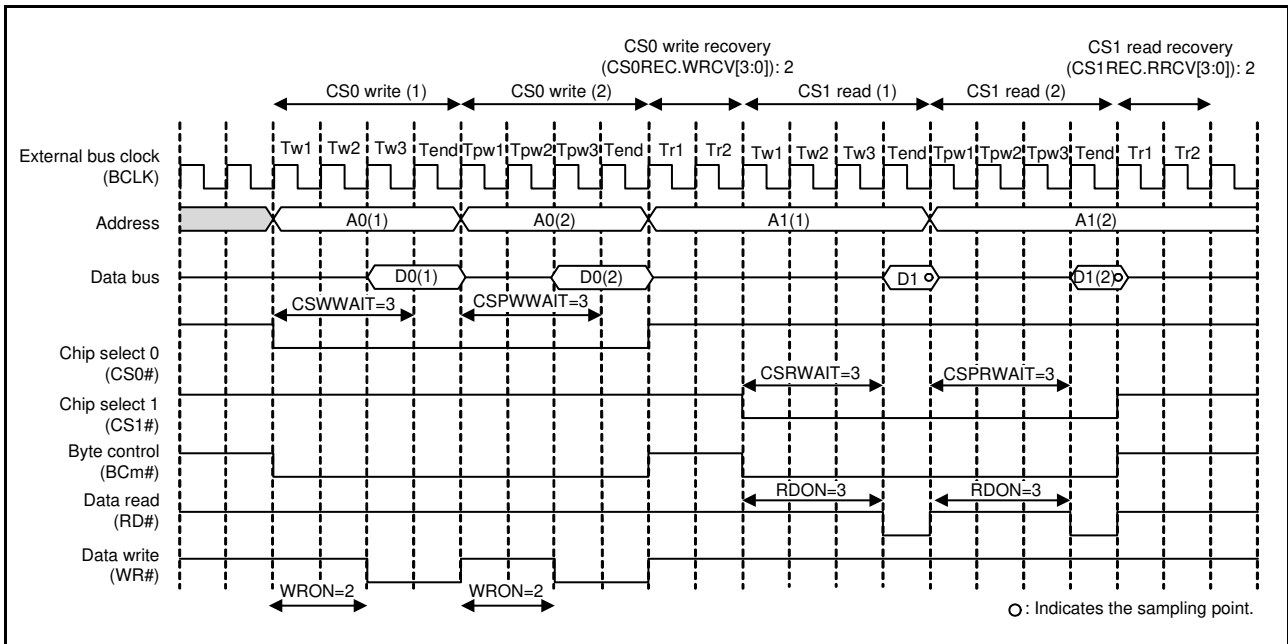 CS0 write recovery
(CS0REC.WRCV[3:0]): 2
CS1 read recovery
(CS1REC.RRCV[3:0]): 2
CS0 write (1) CS0 write (2) CS1 read (1) CS1 read (2)
Tw1 Tw2 Tw3 Tend Tpw1 Tpw2 Tpw3 Tend Tr1 Tr2 Tw1 Tw2 Tw3 Tend Tpw1 Tpw2 Tpw3 Tend Tr1 Tr2
External bus clock
(BCLK)
Address A0(1) A0(2) A1(1) A1(2)
Data bus D0(1) D0(2) D1 D1(2)
CSWWAIT=3 CSPWWAIT=3
Chip select 0
(CS0#)
CSRWAIT=3 CSPRWAIT=3
Chip select 1
(CS1#)
Byte control
(BCm#)
RDON=3 RDON=3
Data read
(RD#)
Data write
(WR#)
WRON=2 WRON=2
: Indicates the sampling point.